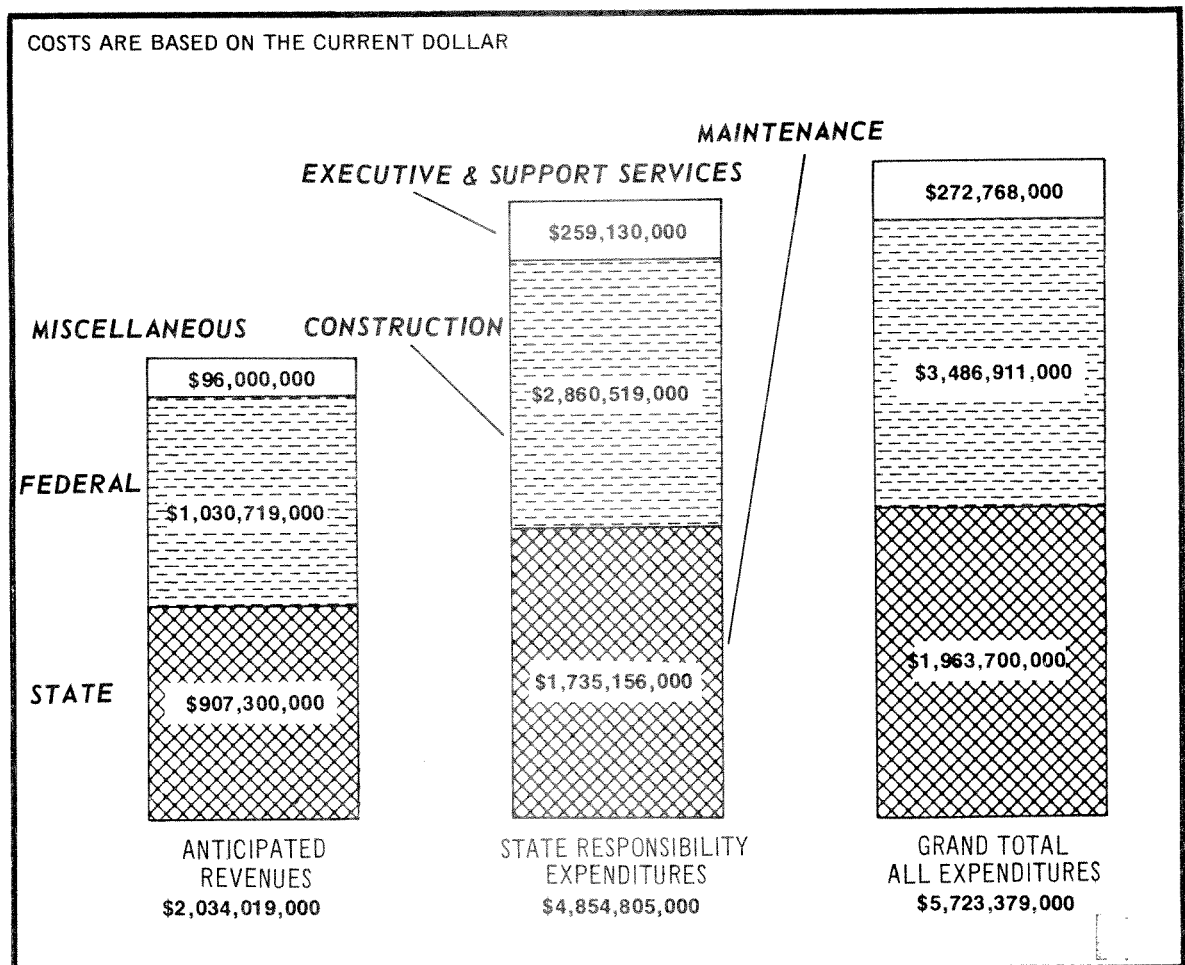 COSTS ARE BASED ON THE CURRENT DOLLAR
MAINTENANCE
EXECUTIVE & SUPPORT SERVICES
$272,768,000
$259,130,000
MISCELLANEOUS
CONSTRUCTION
$96,000,000
$2,860,519,000
$3,486,911,000
FEDERAL
$1,030,719,000
STATE
$907,300,000
$1,735,156,000
$1,963,700,000
ANTICIPATED
REVENUES
$2,034,019,000
STATE RESPONSIBILITY
EXPENDITURES
$4,854,805,000
GRAND TOTAL
ALL EXPENDITURES
$5,723,379,000